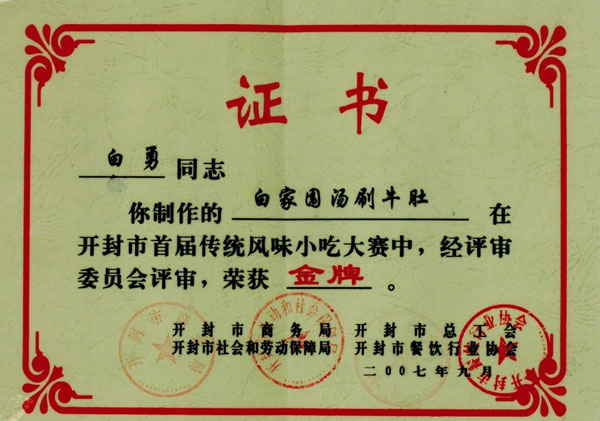 证书
白勇 同志
你制作的 白家园汤刷牛肚 在
开封市首届传统风味小吃大赛中，经评审
委员会评审，荣获 金牌 。
开封市商务局 开封市总工会
开封市社会和劳动保障局 开封市餐饮行业协会
二〇〇七年九月